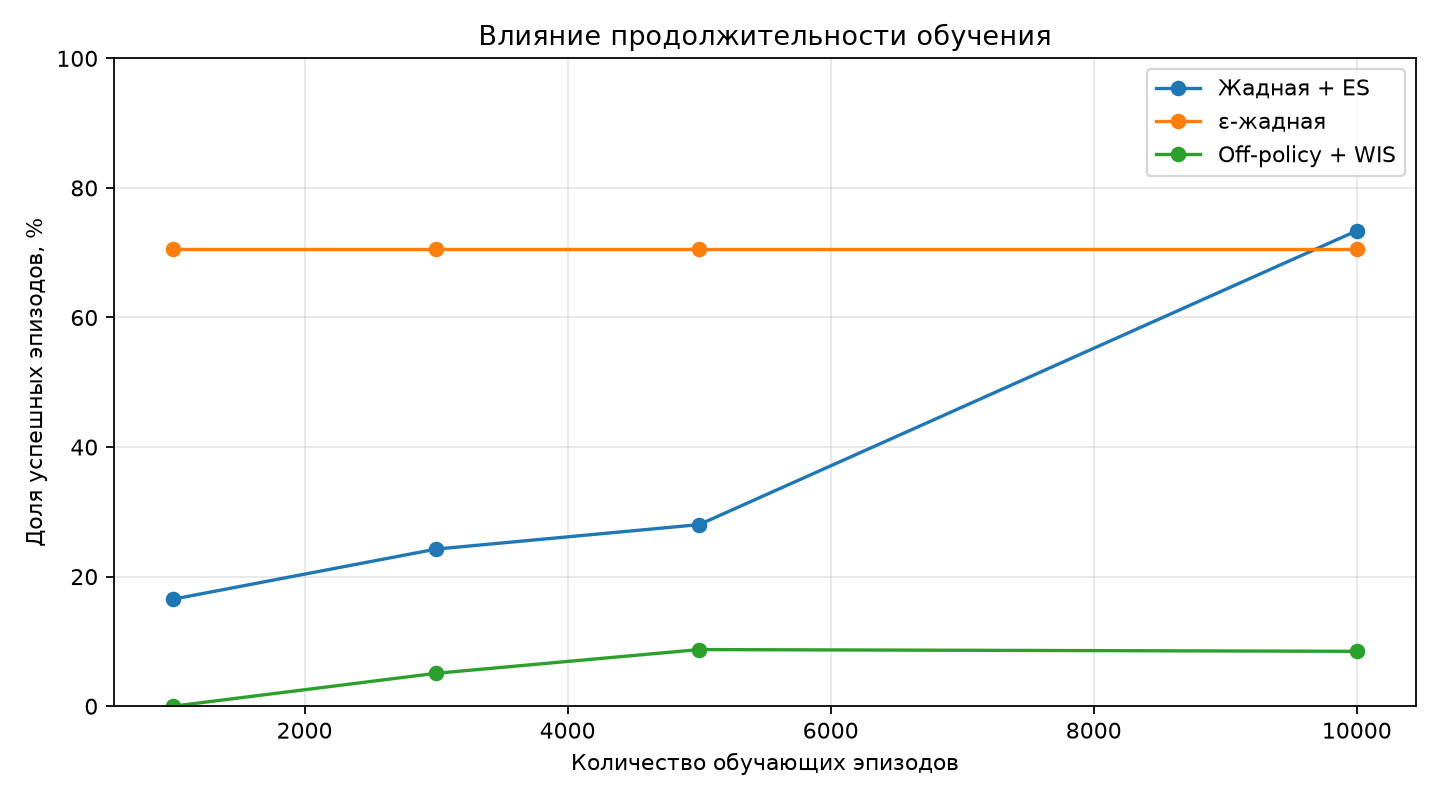 Влияние продолжительности обучения
100
80
60
40
20
0
Доля успешных эпизодов, %
Жадная + ES
ε-жадная
Off-policy + WIS
2000
4000
6000
8000
10000
Количество обучающих эпизодов